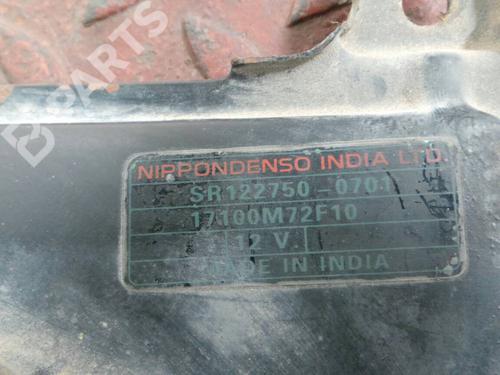 B-PARTS
NIPPONDENSO INDIA LTD.
SR122750-0701
17100M72F10
12 V.
MADE IN INDIA